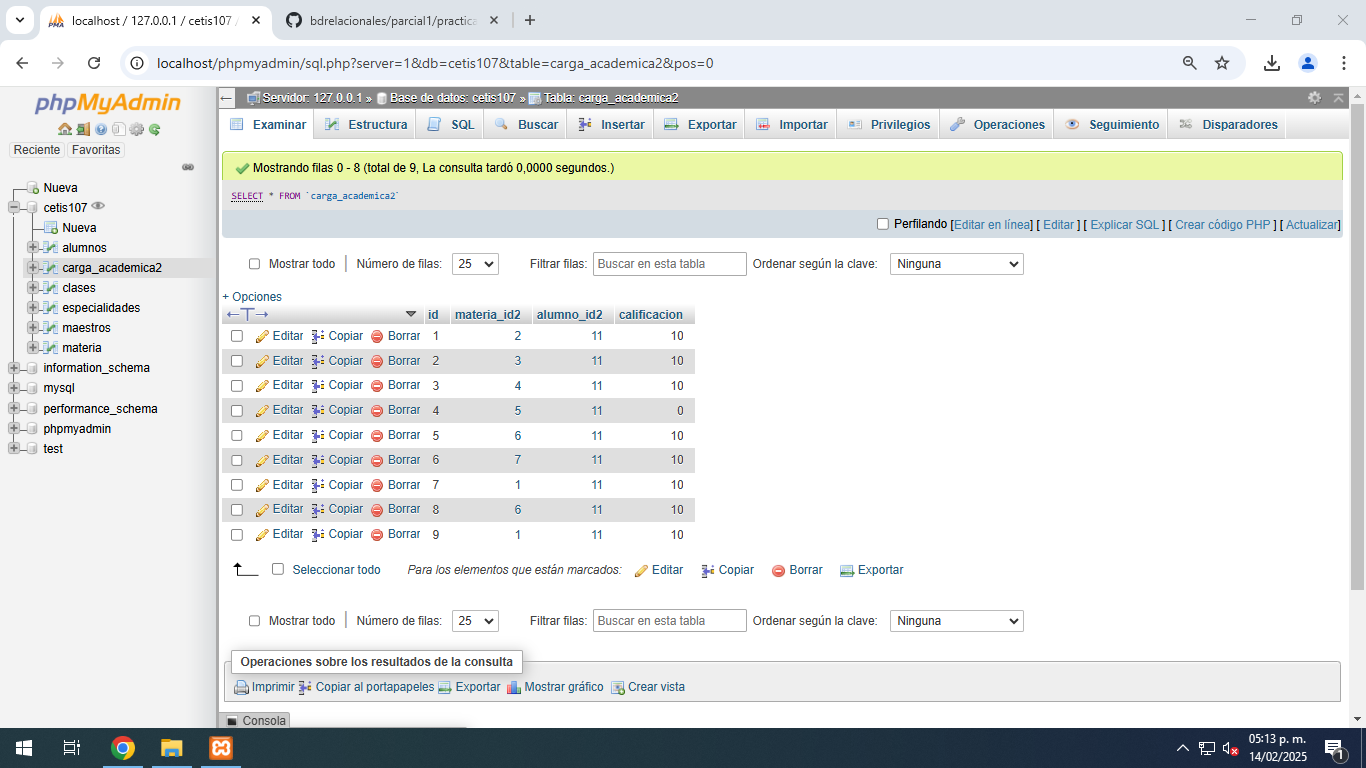 localhost / 127.0.0.1 / cetis107 /
bdrelacionales/parcial1/practica
localhost/phpmyadmin/sql.php?server=1&db=cetis107&table=carga_academica2&pos=0
phpMyAdmin
Reciente Favoritas
Nueva
cetis107
Nueva
alumnos
carga_academica2
clases
especialidades
maestros
materia
information_schema
mysql
performance_schema
phpmyadmin
test
Servidor: 127.0.0.1 » Base de datos: cetis107 » Tabla: carga_academica2
Examinar Estructura SQL Buscar Insertar Exportar Importar Privilegios Operaciones Seguimiento Disparadores
Mostrando filas 0 - 8 (total de 9, La consulta tardó 0,0000 segundos.)
SELECT * FROM `carga_academica2`
Perfilando [Editar en línea] [ Editar ] [ Explicar SQL ] [ Crear código PHP ] [ Actualizar]
Mostrar todo | Número de filas: 25 Filtrar filas: Buscar en esta tabla Ordenar según la clave: Ninguna
+ Opciones
←T→ id materia_id2 alumno_id2 calificacion
Editar Copiar Borrar 1 2 11 10
Editar Copiar Borrar 2 3 11 10
Editar Copiar Borrar 3 4 11 10
Editar Copiar Borrar 4 5 11 0
Editar Copiar Borrar 5 6 11 10
Editar Copiar Borrar 6 7 11 10
Editar Copiar Borrar 7 1 11 10
Editar Copiar Borrar 8 6 11 10
Editar Copiar Borrar 9 1 11 10
Seleccionar todo Para los elementos que están marcados: Editar Copiar Borrar Exportar
Mostrar todo | Número de filas: 25 Filtrar filas: Buscar en esta tabla Ordenar según la clave: Ninguna
Operaciones sobre los resultados de la consulta
Imprimir Copiar al portapapeles Exportar Mostrar gráfico Crear vista
Consola
05:13 p. m.
14/02/2025
1